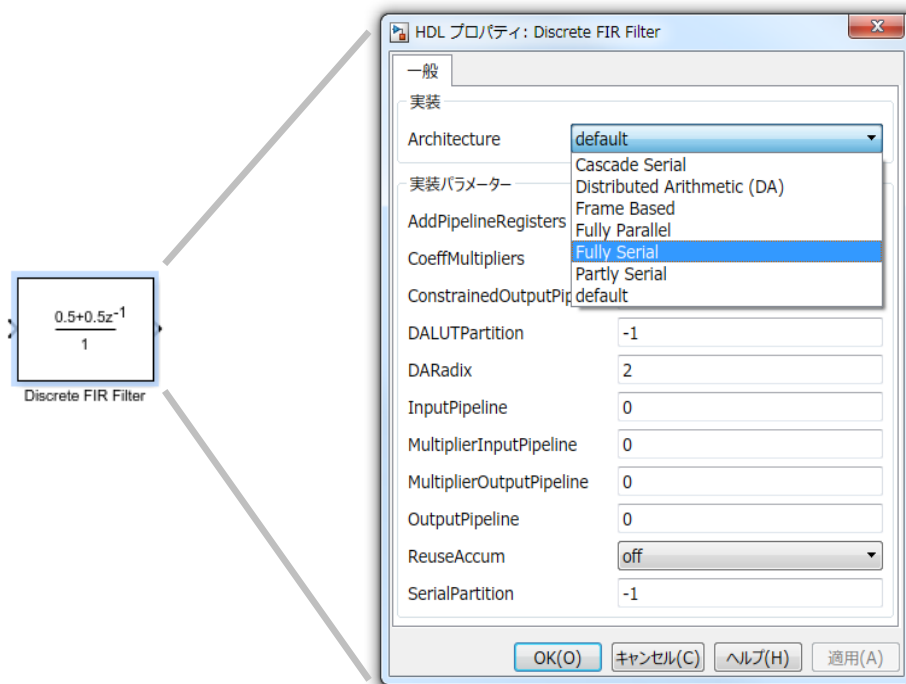 HDL プロパティ: Discrete FIR Filter
一般
実装
Architecture default
Cascade Serial
Distributed Arithmetic (DA)
Frame Based
Fully Parallel
Fully Serial
Partly Serial
default
実装パラメーター
AddPipelineRegisters
CoeffMultipliers
ConstrainedOutputPip
DALUTPartition -1
DARadix 2
InputPipeline 0
MultiplierInputPipeline 0
MultiplierOutputPipeline 0
OutputPipeline 0
ReuseAccum off
SerialPartition -1
OK(O) キャンセル(C) ヘルプ(H) 適用(A)
0.5+0.5z-1
1
Discrete FIR Filter